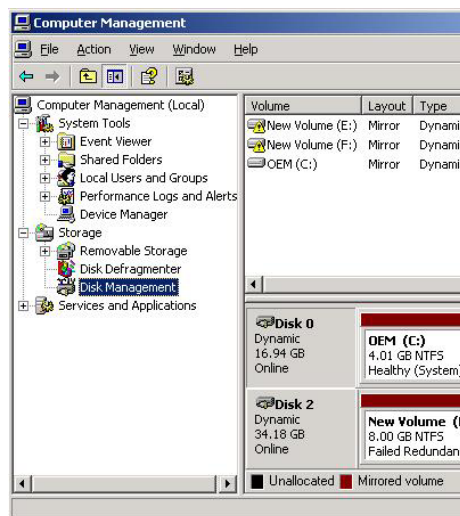 Computer Management
File Action View Window Help
Computer Management (Local)
System Tools
Event Viewer
Shared Folders
Local Users and Groups
Performance Logs and Alerts
Device Manager
Storage
Removable Storage
Disk Defragmenter
Disk Management
Services and Applications
Volume Layout Type
New Volume (E:) Mirror Dynami
New Volume (F:) Mirror Dynami
OEM (C:) Mirror Dynami
Disk 0
Dynamic
16.94 GB
Online
OEM (C:)
4.01 GB NTFS
Healthy (System)
Disk 2
Dynamic
34.18 GB
Online
New Volume (
8.00 GB NTFS
Failed Redundan
Unallocated Mirrored volume